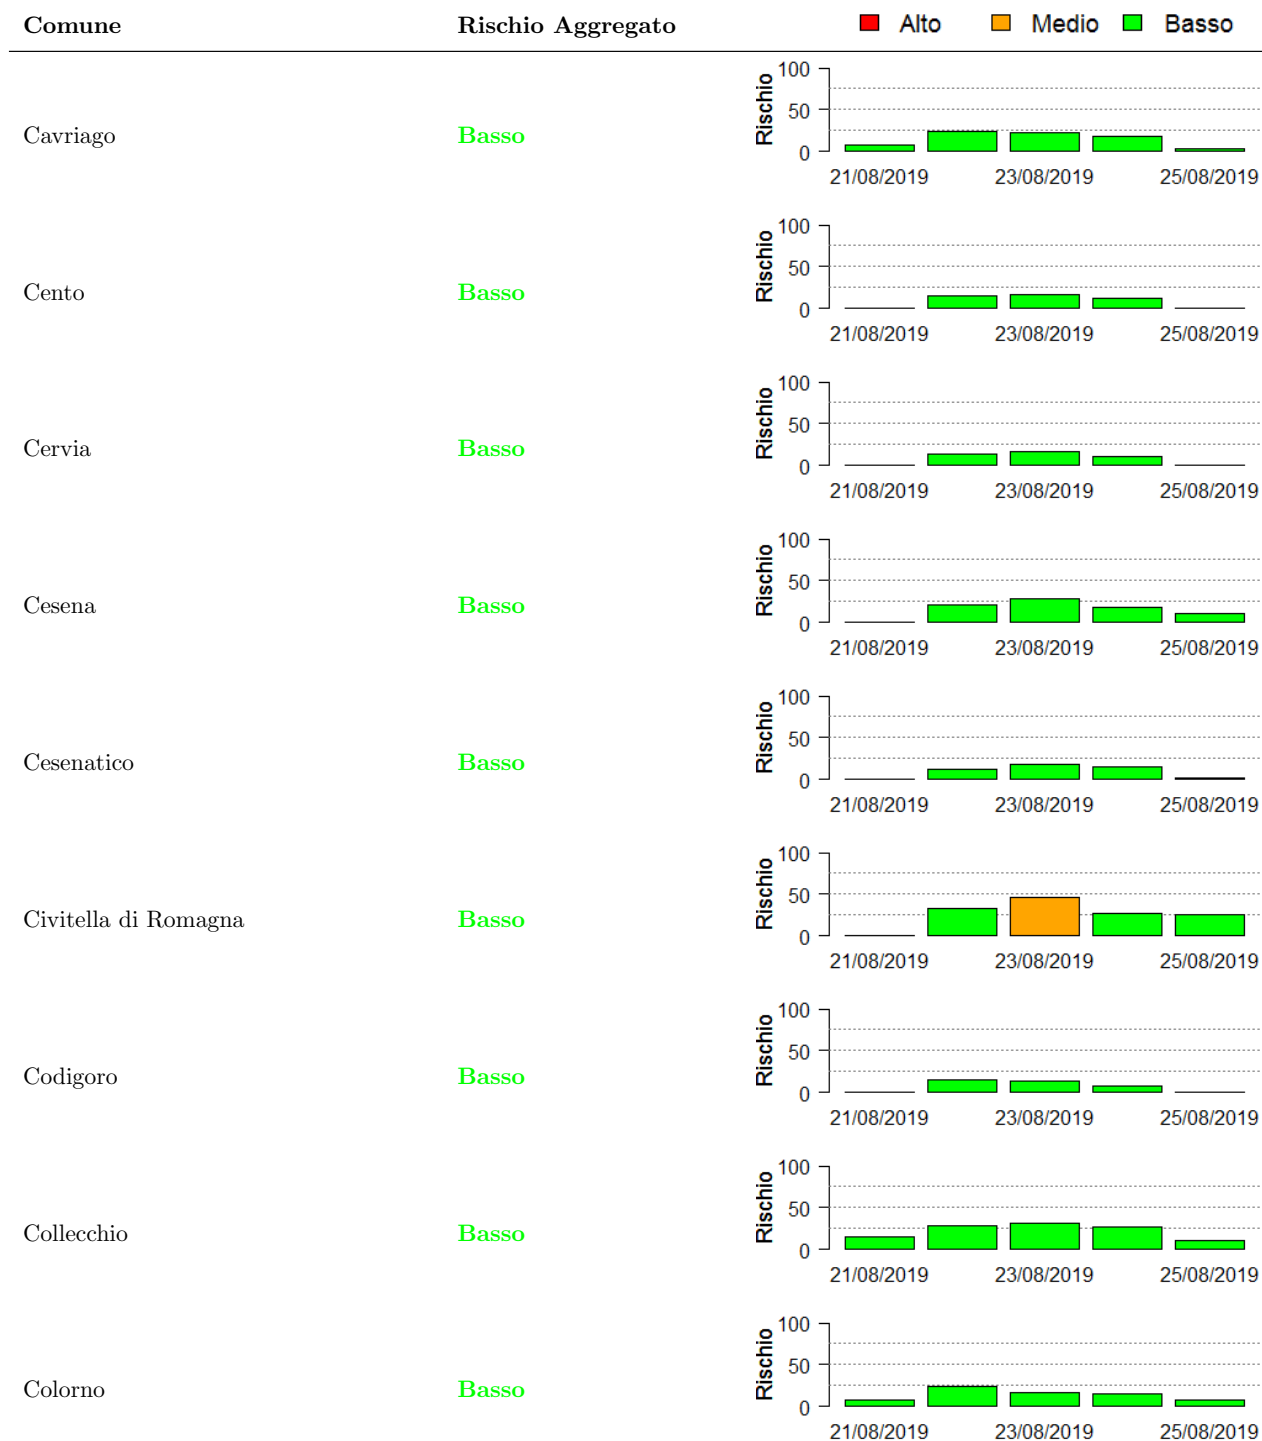 Comune Rischio Aggregato Alto Medio Basso
Cavriago Basso
Rischio
100
50
0
21/08/2019 23/08/2019 25/08/2019
Cento Basso
Rischio
100
50
0
21/08/2019 23/08/2019 25/08/2019
Cervia Basso
Rischio
100
50
0
21/08/2019 23/08/2019 25/08/2019
Cesena Basso
Rischio
100
50
0
21/08/2019 23/08/2019 25/08/2019
Cesenatico Basso
Rischio
100
50
0
21/08/2019 23/08/2019 25/08/2019
Civitella di Romagna Basso
Rischio
100
50
0
21/08/2019 23/08/2019 25/08/2019
Codigoro Basso
Rischio
100
50
0
21/08/2019 23/08/2019 25/08/2019
Collecchio Basso
Rischio
100
50
0
21/08/2019 23/08/2019 25/08/2019
Colorno Basso
Rischio
100
50
0
21/08/2019 23/08/2019 25/08/2019